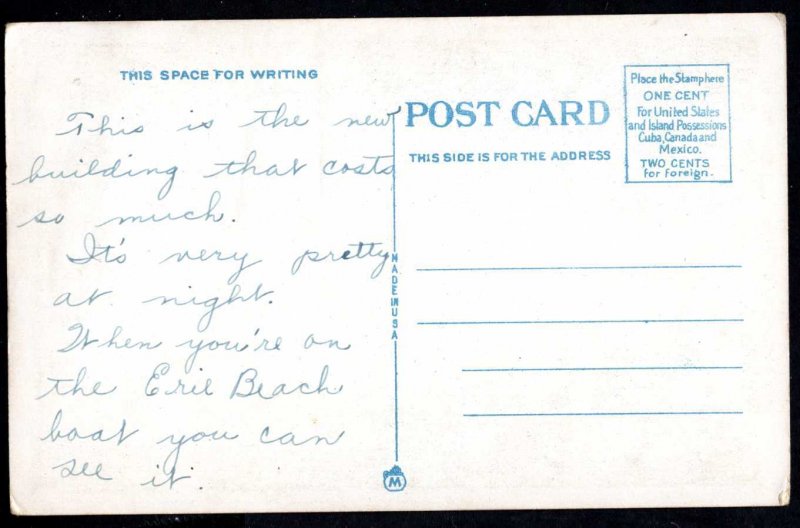 THIS SPACE FOR WRITING
This is the new
building that costs
so much.
It's very pretty
at night.
When you're on
the Erie Beach
boat you can
see it.
MADE IN USA
M
POST CARD
THIS SIDE IS FOR THE ADDRESS
Place the Stamp here
ONE CENT
For United States
and Island Possessions
Cuba, Canada and
Mexico.
TWO CENTS
for Foreign.